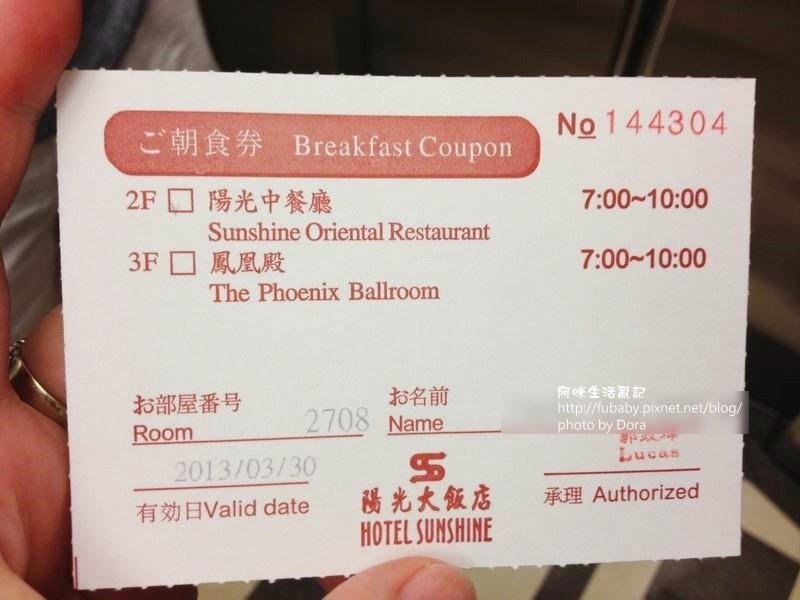 ご朝食券 Breakfast Coupon
No 144304
2F 陽光中餐廳 7:00~10:00
Sunshine Oriental Restaurant
3F 鳳凰殿 7:00~10:00
The Phoenix Ballroom
お部屋番号
Room 2708
お名前
Name
阿咪生活亂記
http://fubaby.pixnet.net/blog/
photo by Dora
Lucas
2013/03/30
有効日Valid date
陽光大飯店
HOTEL SUNSHINE
承理 Authorized